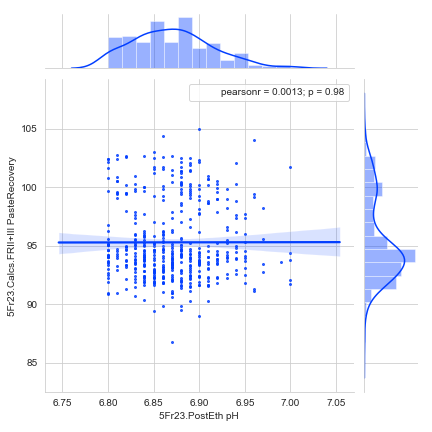 pearsonr = 0.0013; p = 0.98
5Fr23.Calcs.FRII+III PasteRecovery
105
100
95
90
85
6.75 6.80 6.85 6.90 6.95 7.00 7.05
5Fr23.PostEth pH